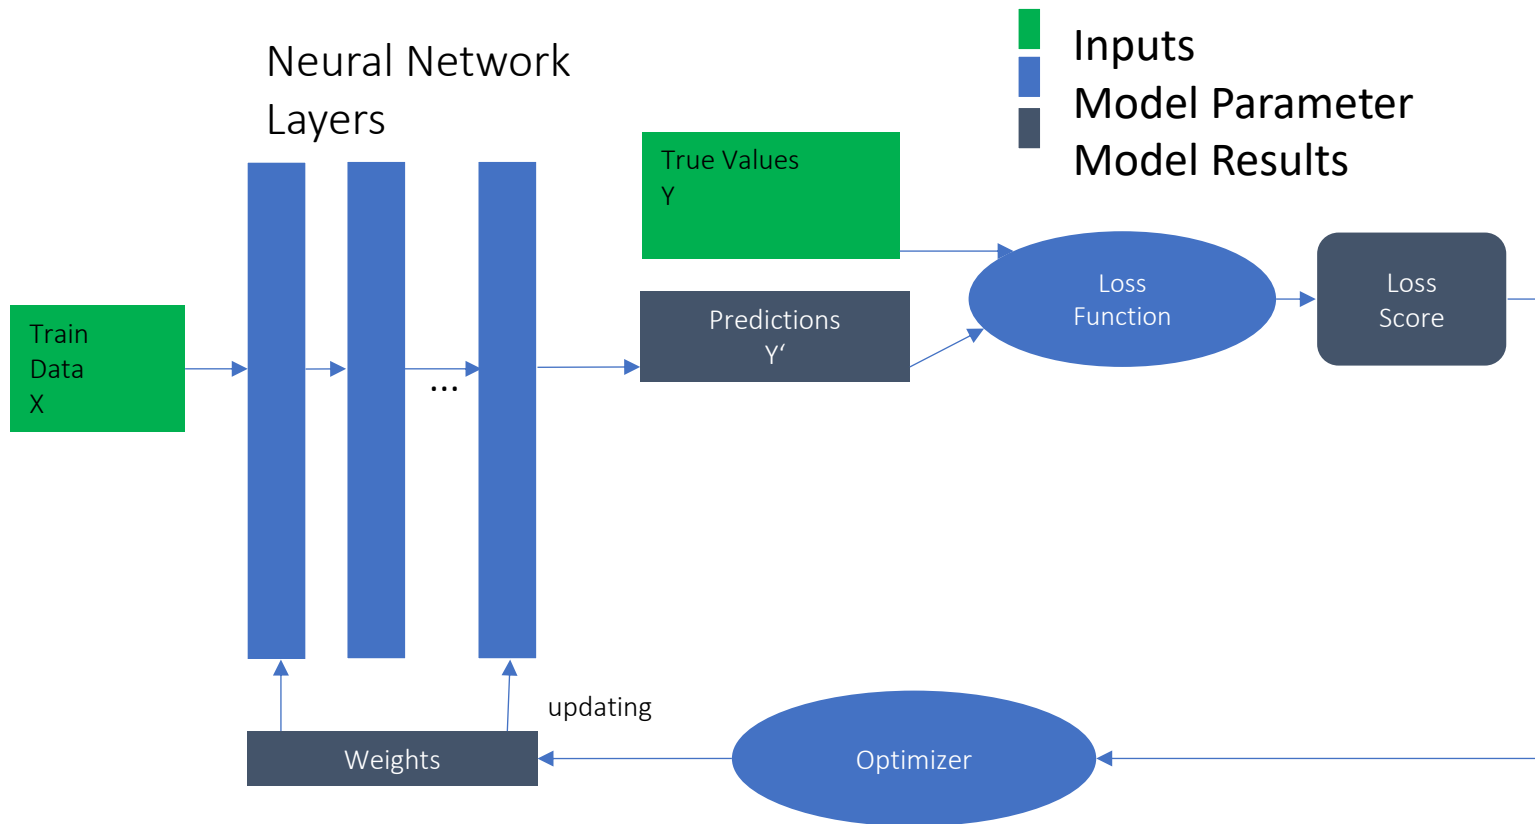 Neural Network
Layers
Inputs
Model Parameter
Model Results
True Values
Y
Train
Data
X
...
Predictions
Y‘
Loss
Function
Loss
Score
updating
Weights
Optimizer